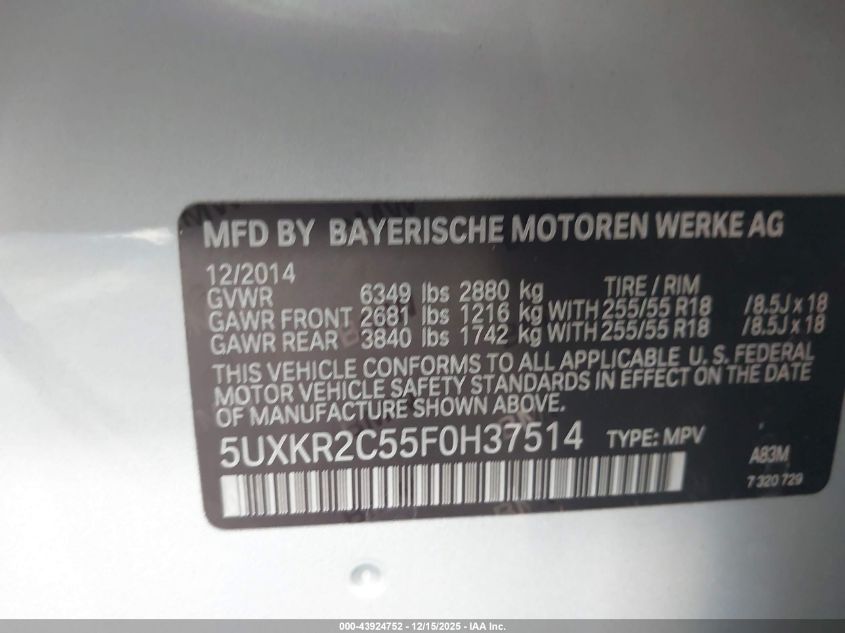 MFD BY BAYERISCHE MOTOREN WERKE AG
12/2014 TIRE / RIM
GVWR 6349 lbs 2880 kg
GAWR FRONT 2681 lbs 1216 kg WITH 255/55 R18 /8.5J x 18
GAWR REAR 3840 lbs 1742 kg WITH 255/55 R18 /8.5J x 18
THIS VEHICLE CONFORMS TO ALL APPLICABLE U.S. FEDERAL
MOTOR VEHICLE SAFETY STANDARDS IN EFFECT ON THE DATE
OF MANUFACTURE SHOWN ABOVE.
5UXKR2C55F0H37514 TYPE: MPV
A83M
7 320 729
000-43924752 - 12/15/2025 - IAA Inc.